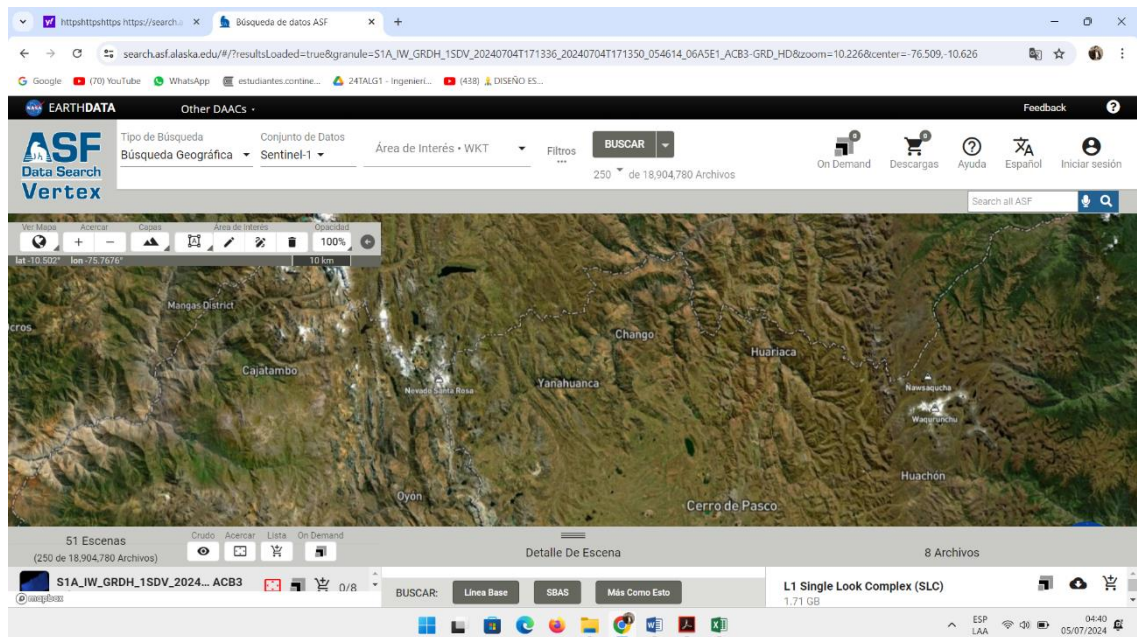 httpshttpshttps https://search.a
Búsqueda de datos ASF
search.asf.alaska.edu/#/?resultsLoaded=true&granule=S1A_IW_GRDH_1SDV_20240704T171336_20240704T171350_054614_06A5E1_ACB3-GRD_HD&zoom=10.226&center=-76.509,-10.626
Google (70) YouTube WhatsApp estudiantes.contine... 24TALG1 - Ingenierí... (438) DISEÑO ES...
EARTHDATA Other DAACs Feedback ?
ASF
Data Search
Vertex
Tipo de Búsqueda
Búsqueda Geográfica
Conjunto de Datos
Sentinel-1
Área de Interés • WKT
Filtros
•••
BUSCAR
250 de 18,904,780 Archivos
0
On Demand
0
Descargas
Ayuda
Español
Iniciar sesión
Search all ASF
Ver Mapa Acercar Capas Área de Interés Opacidad
+ − 100%
lat -10.502° lon -75.7676° 10 km
Mangas District
cros
Cajatambo
Nevado Santa Rosa
Oyón
Chango
Yanahuanca
Huariaca
Ñawsaqucha
Waqurunchu
Huachón
Cerro de Pasco
51 Escenas
(250 de 18,904,780 Archivos)
Crudo Acercar Lista On Demand
Detalle De Escena
8 Archivos
S1A_IW_GRDH_1SDV_2024... ACB3 0/8
mapbox
BUSCAR: Línea Base SBAS Más Como Esto
L1 Single Look Complex (SLC)
1.71 GB
ESP
LAA
04:40
05/07/2024